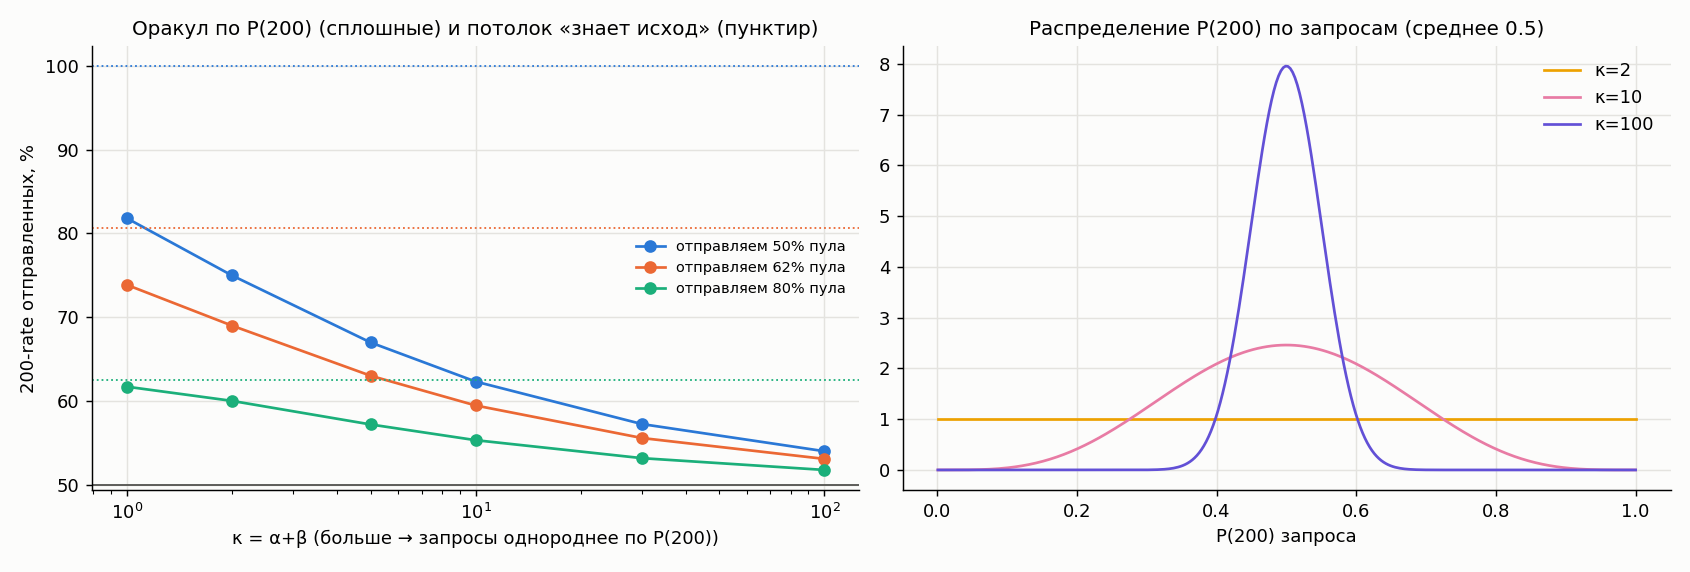 Оракул по P(200) (сплошные) и потолок «знает исход» (пунктир)
200-rate отправленных, %
100
90
80
70
60
50
отправляем 50% пула
отправляем 62% пула
отправляем 80% пула
10⁰
10¹
10²
κ = α+β (больше → запросы однороднее по P(200))
Распределение P(200) по запросам (среднее 0.5)
8
7
6
5
4
3
2
1
0
κ=2
κ=10
κ=100
0.0
0.2
0.4
0.6
0.8
1.0
P(200) запроса